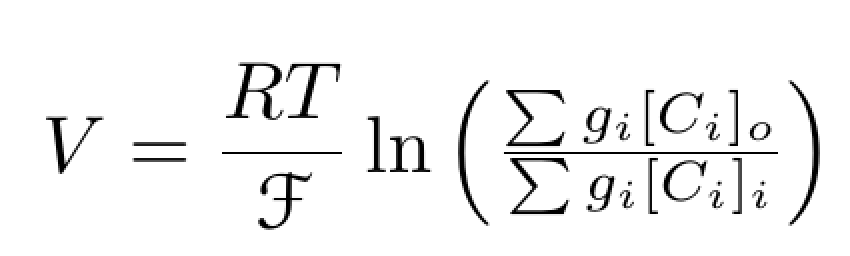 V = \frac{RT}{\mathcal{F}} \ln \left( \frac{\sum g_i [C_i]_o}{\sum g_i [C_i]_i} \right)